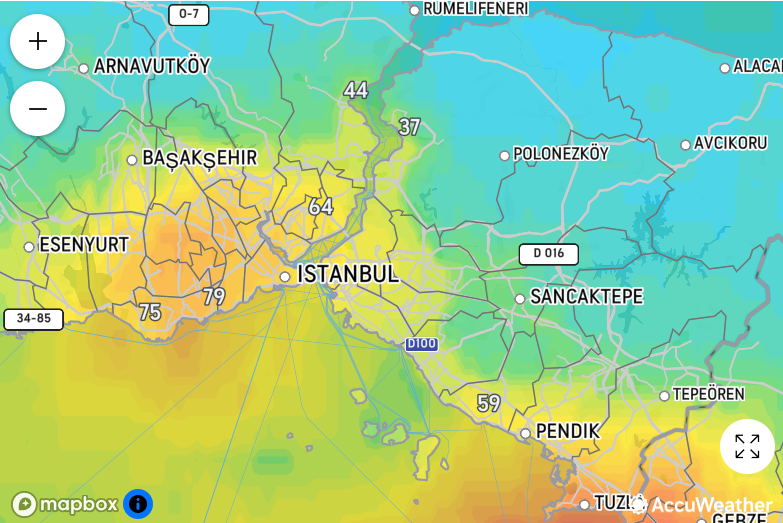 RUMELIFENERI
O-7
ARNAVUTKÖY
ALACA
44
37
AVCIKORU
POLONEZKÖY
BAŞAKŞEHIR
64
ESENYURT
D 016
ISTANBUL
79
SANCAKTEPE
75
34-85
D100
TEPEÖREN
59
PENDIK
mapbox
TUZL
AccuWeather
GEBZE